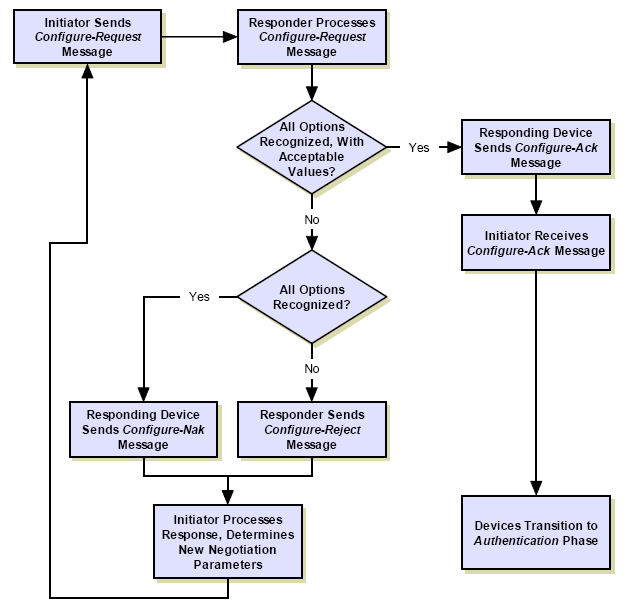 Initiator Sends
Configure-Request
Message
Responder Processes
Configure-Request
Message
All Options
Recognized, With
Acceptable
Values?
Yes
Responding Device
Sends Configure-Ack
Message
No
Initiator Receives
Configure-Ack Message
All Options
Recognized?
Yes
No
Responding Device
Sends Configure-Nak
Message
Responder Sends
Configure-Reject
Message
Initiator Processes
Response, Determines
New Negotiation
Parameters
Devices Transition to
Authentication Phase